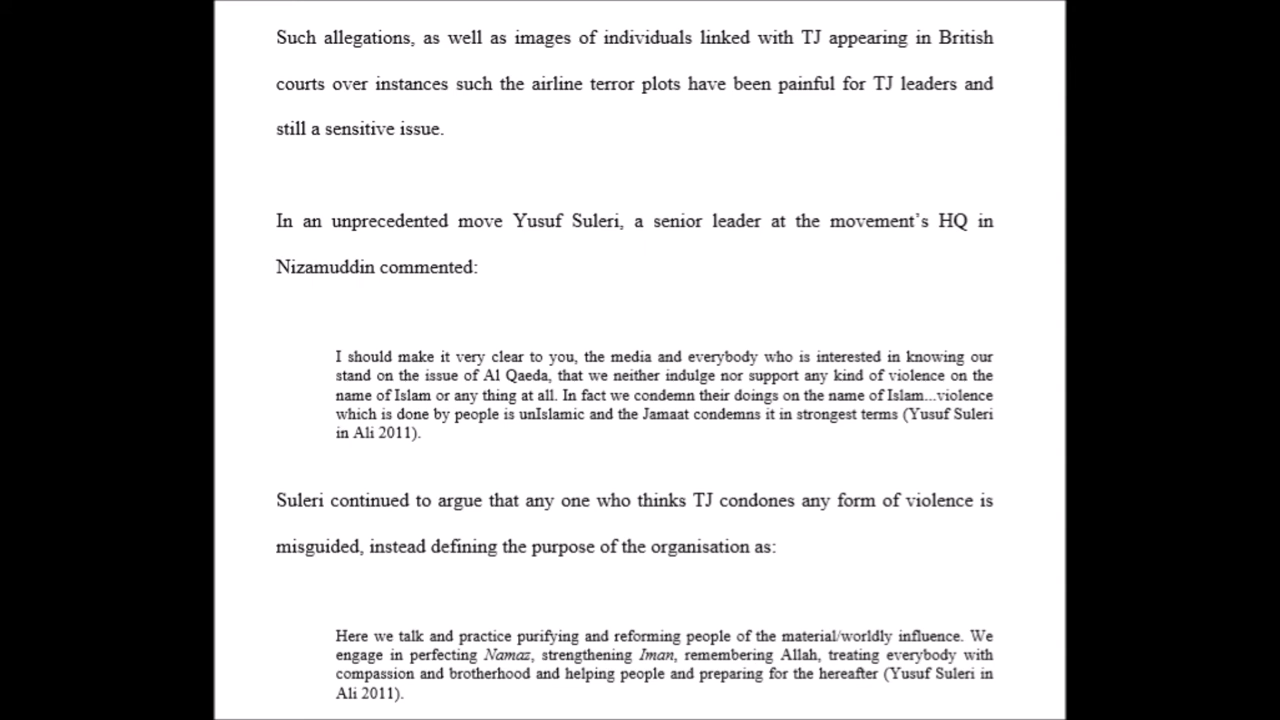 Such allegations, as well as images of individuals linked with TJ appearing in British
courts over instances such the airline terror plots have been painful for TJ leaders and
still a sensitive issue.
In an unprecedented move Yusuf Suleri, a senior leader at the movement’s HQ in
Nizamuddin commented:
I should make it very clear to you, the media and everybody who is interested in knowing our
stand on the issue of Al Qaeda, that we neither indulge nor support any kind of violence on the
name of Islam or any thing at all. In fact we condemn their doings on the name of Islam...violence
which is done by people is unIslamic and the Jamaat condemns it in strongest terms (Yusuf Suleri
in Ali 2011).
Suleri continued to argue that any one who thinks TJ condones any form of violence is
misguided, instead defining the purpose of the organisation as:
Here we talk and practice purifying and reforming people of the material/worldly influence. We
engage in perfecting Namaz, strengthening Iman, remembering Allah, treating everybody with
compassion and brotherhood and helping people and preparing for the hereafter (Yusuf Suleri in
Ali 2011).